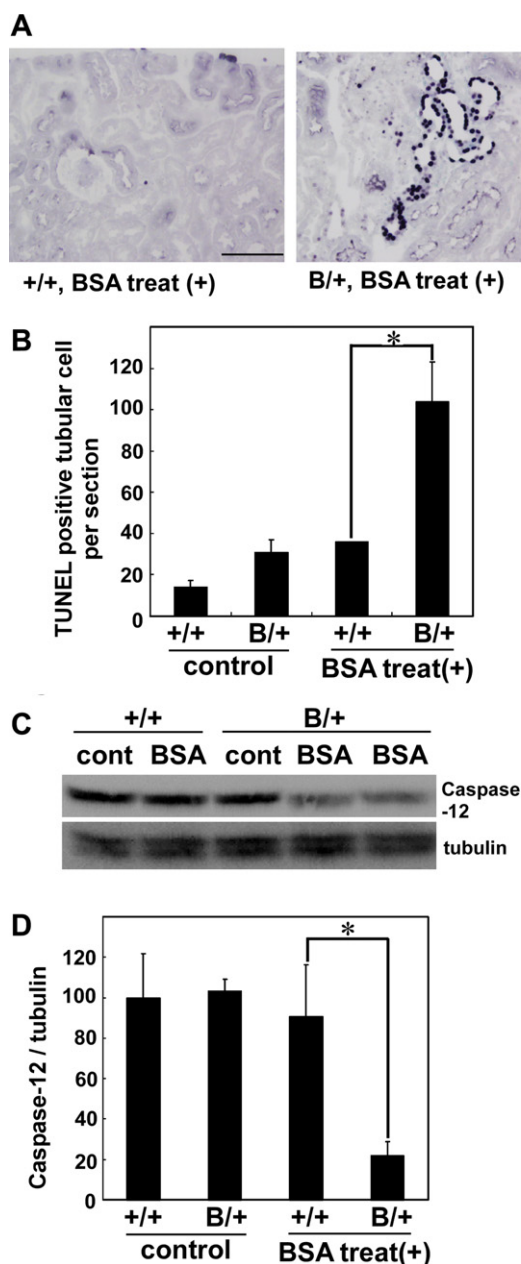 A
+/+, BSA treat (+)
B/+, BSA treat (+)
B
TUNEL positive tubular cell
per section
120
100
80
60
40
20
0
*
+/+ B/+ +/+ B/+
control BSA treat(+)
C
+/+ B/+
cont BSA cont BSA BSA
Caspase
-12
tubulin
D
Caspase-12 / tubulin
120
100
80
60
40
20
0
*
+/+ B/+ +/+ B/+
control BSA treat(+)